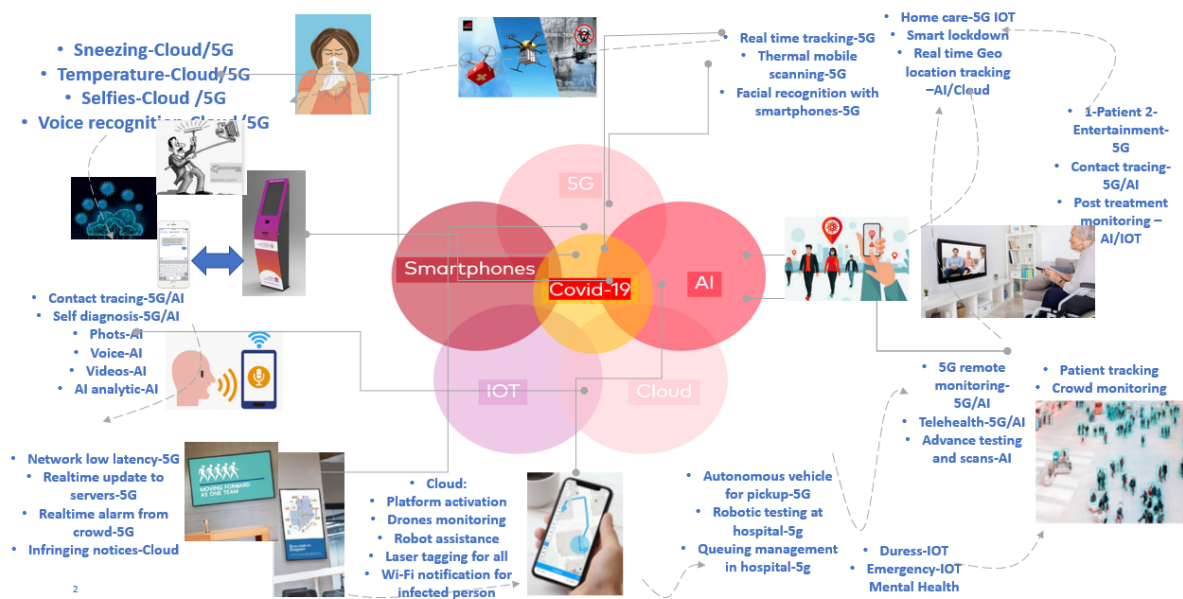 • Sneezing-Cloud/5G
• Temperature-Cloud/5G
• Selfies-Cloud /5G
• Voice recognition-Cloud/5G
• Real time tracking-5G
• Thermal mobile
scanning-5G
• Facial recognition with
smartphones-5G
• Home care-5G IOT
• Smart lockdown
• Real time Geo
location tracking
–AI/Cloud
• 1-Patient 2-
Entertainment-
5G
• Contact tracing-
5G/AI
• Post treatment
monitoring –
AI/IOT
5G
Smartphones
Covid-19
AI
IOT
Cloud
• Contact tracing-5G/AI
• Self diagnosis-5G/AI
• Phots-AI
• Voice-AI
• Videos-AI
• AI analytic-AI
• 5G remote
monitoring-
5G/AI
• Telehealth-5G/AI
• Advance testing
and scans-AI
• Patient tracking
• Crowd monitoring
• Network low latency-5G
• Realtime update to
servers-5G
• Realtime alarm from
crowd-5G
• Infringing notices-Cloud
MOVING FORWARD
AS ONE TEAM
• Cloud:
• Platform activation
• Drones monitoring
• Robot assistance
• Laser tagging for all
• Wi-Fi notification for
infected person
• Autonomous vehicle
for pickup-5G
• Robotic testing at
hospital-5g
• Queuing management
in hospital-5g
• Duress-IOT
• Emergency-IOT
Mental Health
2